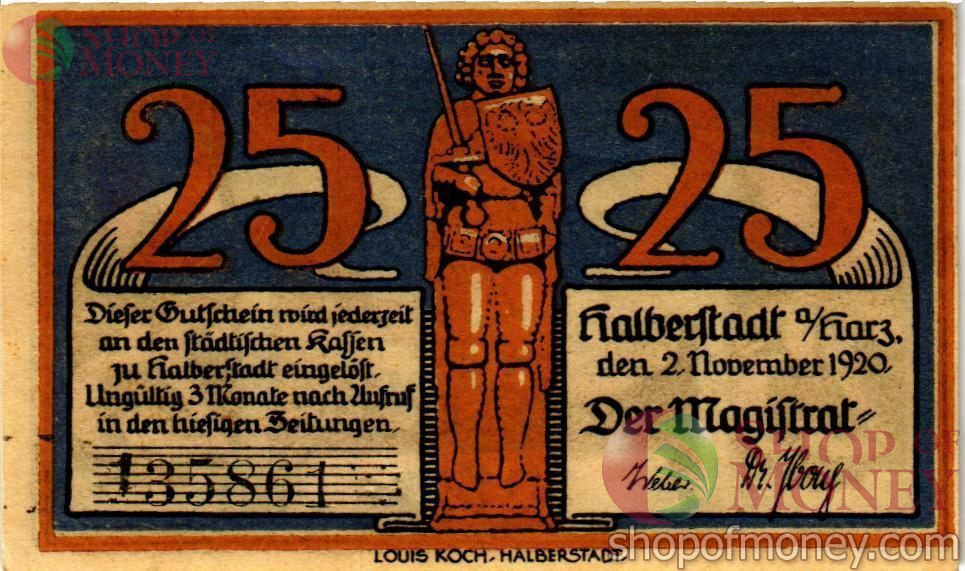 SHOP OF
MONEY
25 25
Dieser Gutschein wird jederzeit
an den städtischen Kassen
zu Halberstadt eingelöst.
Ungültig 3 Monate nach Aufruf
in den hiesigen Zeitungen.
135861
Halberstadt a/Harz,
den 2. November 1920.
Der Magistrat
Weber. Dr.
SHOP OF
MONEY
LOUIS KOCH. HALBERSTADT.
shopofmoney.com